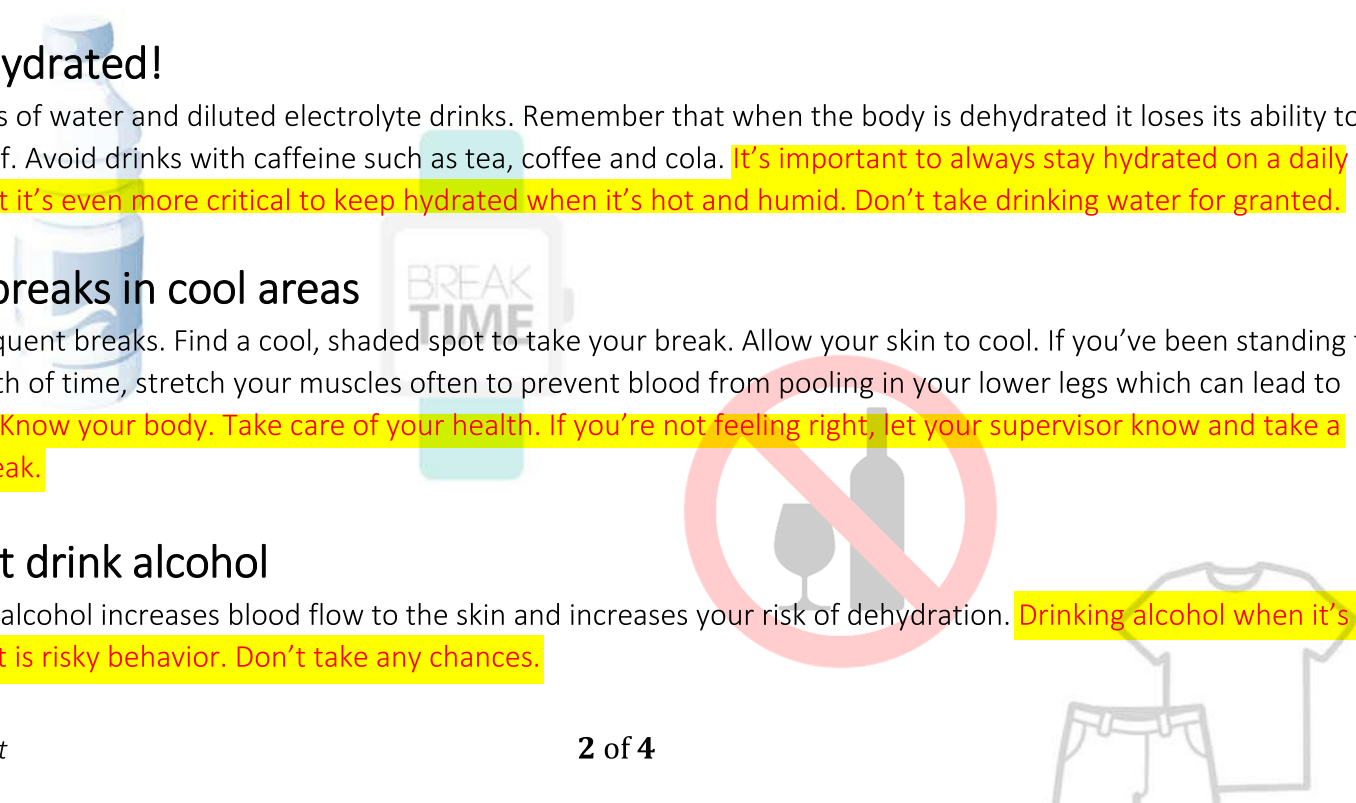 ydrated!
s of water and diluted electrolyte drinks. Remember that when the body is dehydrated it loses its ability to
f. Avoid drinks with caffeine such as tea, coffee and cola. It’s important to always stay hydrated on a daily
t it’s even more critical to keep hydrated when it’s hot and humid. Don’t take drinking water for granted.
breaks in cool areas
BREAK
TIME
quent breaks. Find a cool, shaded spot to take your break. Allow your skin to cool. If you’ve been standing
th of time, stretch your muscles often to prevent blood from pooling in your lower legs which can lead to
Know your body. Take care of your health. If you’re not feeling right, let your supervisor know and take a
eak.
t drink alcohol
alcohol increases blood flow to the skin and increases your risk of dehydration. Drinking alcohol when it’s
t is risky behavior. Don’t take any chances.
t
2 of 4